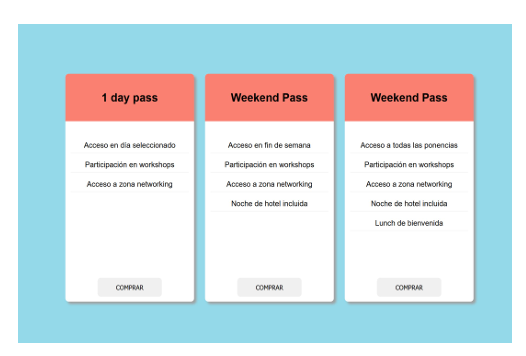 1 day pass
Acceso en día seleccionado
Participación en workshops
Acceso a zona networking
COMPRAR
Weekend Pass
Acceso en fin de semana
Participación en workshops
Acceso a zona networking
Noche de hotel incluida
COMPRAR
Weekend Pass
Acceso a todas las ponencias
Participación en workshops
Acceso a zona networking
Noche de hotel incluida
Lunch de bienvenida
COMPRAR